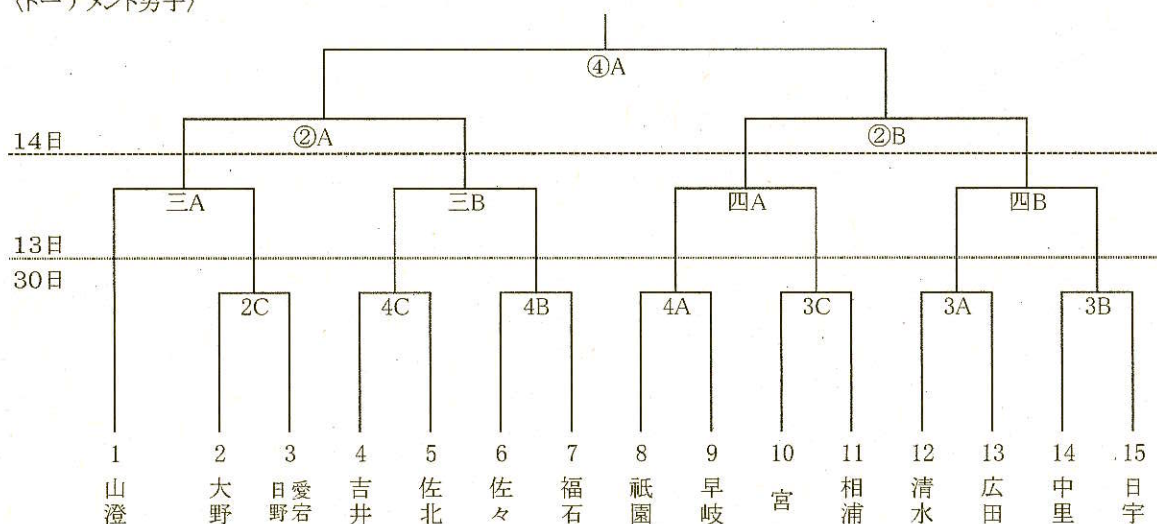 〈トーナメント男子〉
④A
②A ②B
14日
三A 三B 四A 四B
13日
30日
2C 4C 4B 4A 3C 3A 3B
1 2 3 4 5 6 7 8 9 10 11 12 13 14 15
山澄 大野 日野愛宕 吉井 佐北 佐々 福石 祇園 早岐 宮 相浦 清水 広田 中里 日宇